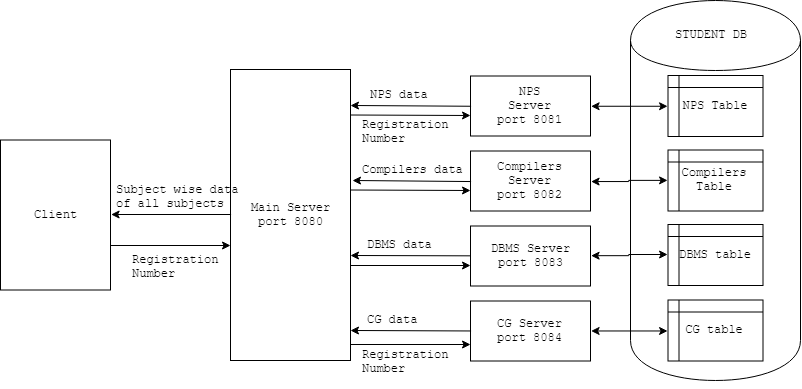 STUDENT DB
NPS data
NPS
Server
port 8081
NPS Table
Registration
Number
Compilers data
Compilers
Server
port 8082
Compilers
Table
Client
Subject wise data
of all subjects
Main Server
port 8080
Registration
Number
DBMS data
DBMS Server
port 8083
DBMS table
CG data
CG Server
port 8084
CG table
Registration
Number